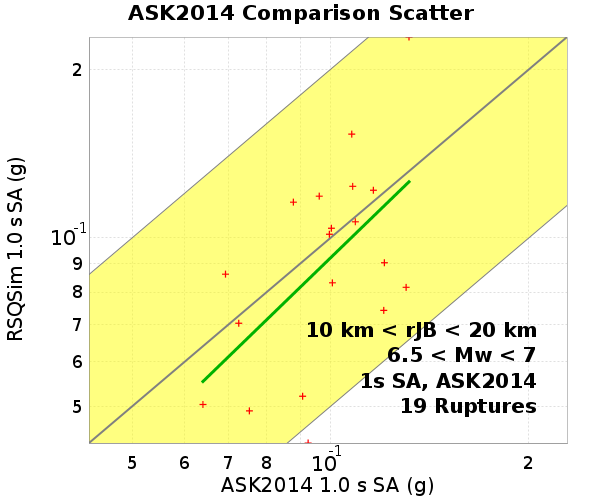 ASK2014 Comparison Scatter
RSQSim 1.0 s SA (g)
2
10-1
9
8
7
6
5
10 km < rJB < 20 km
6.5 < Mw < 7
1s SA, ASK2014
19 Ruptures
5 6 7 8 10-1 2
ASK2014 1.0 s SA (g)